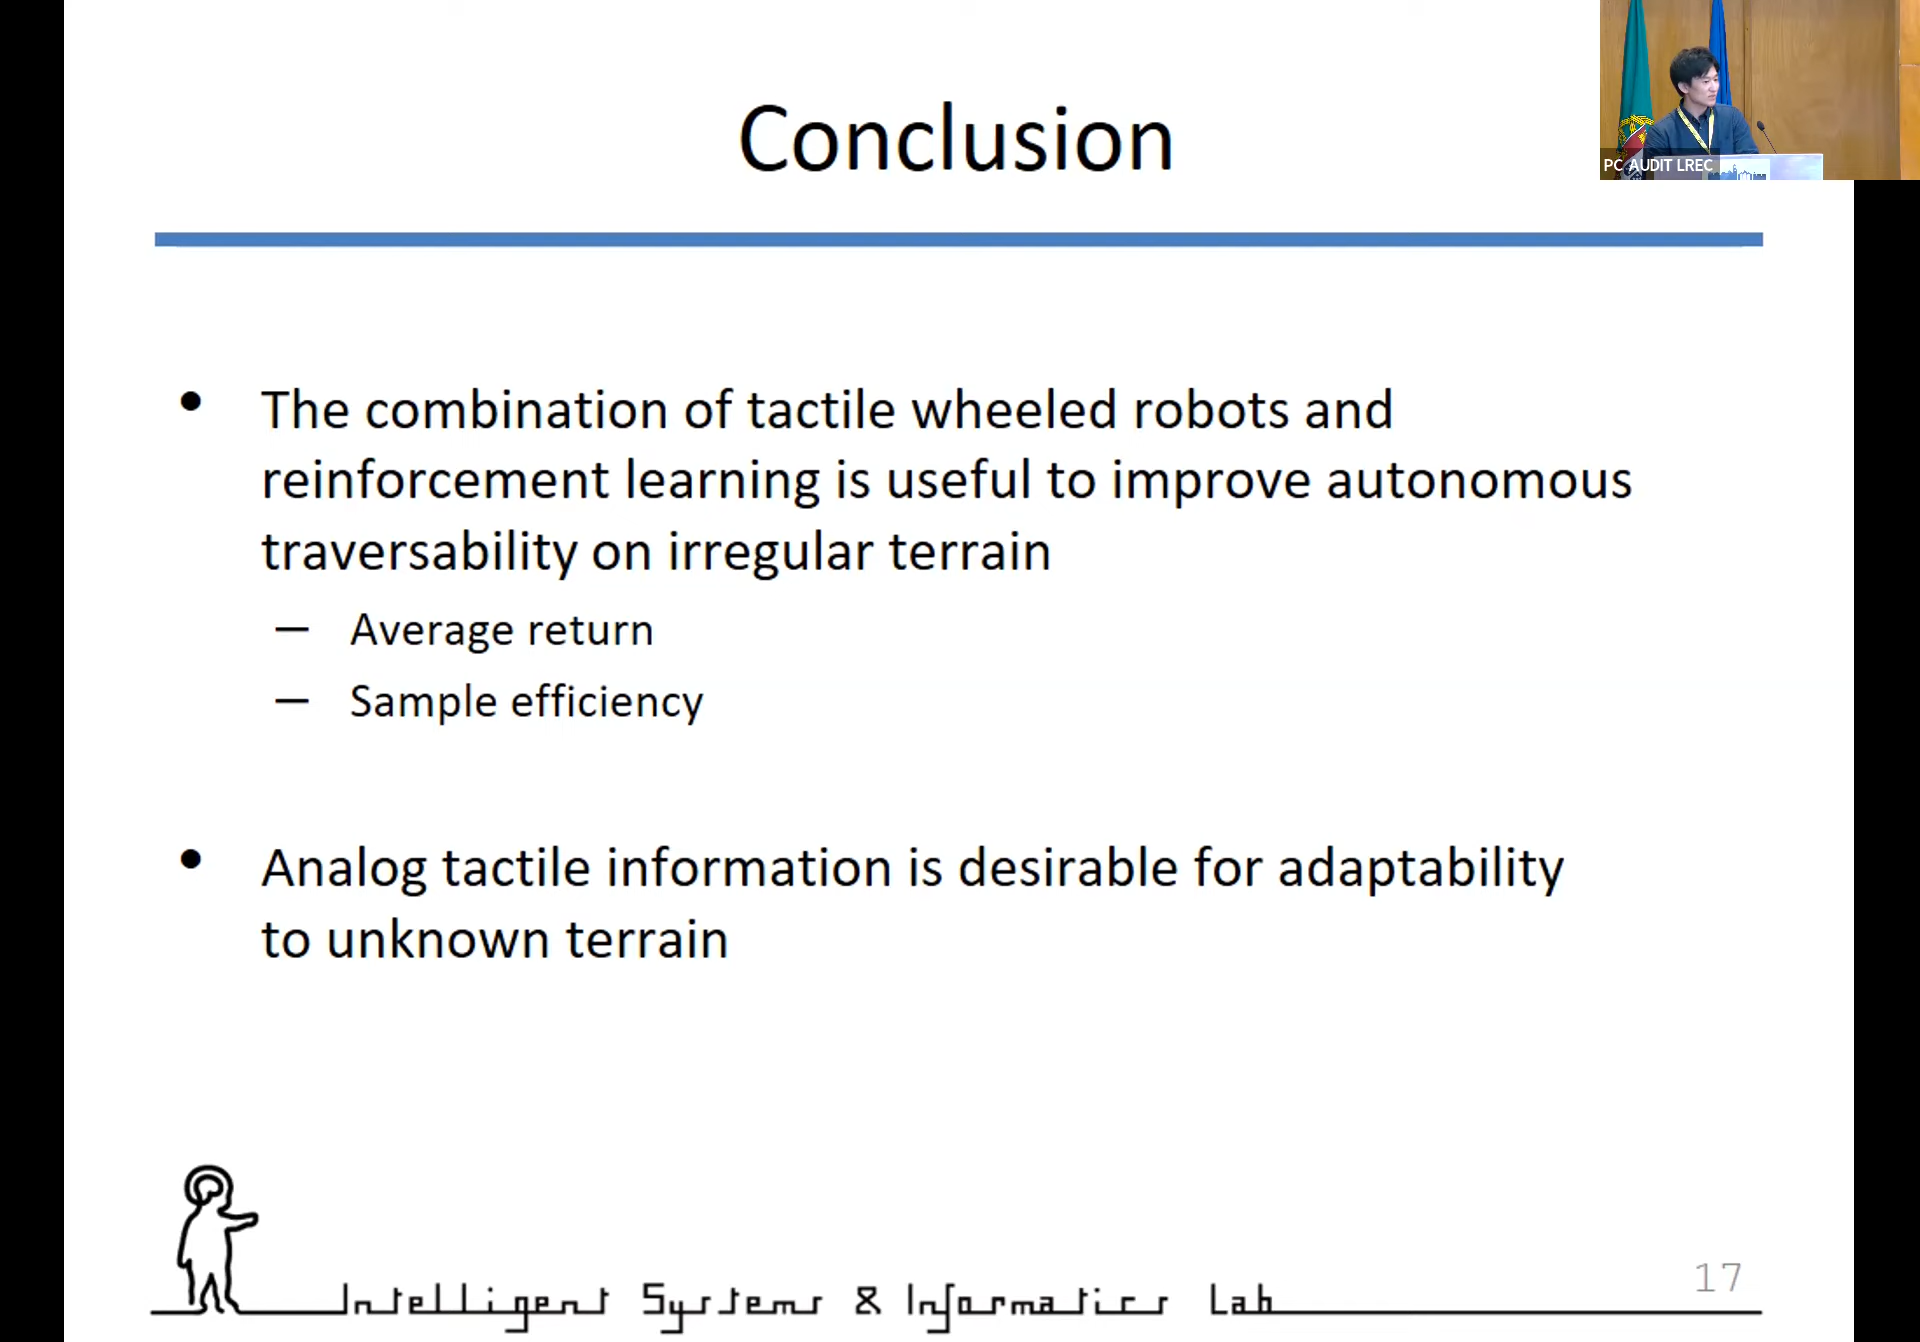 Conclusion
PC AUDIT LREC
• The combination of tactile wheeled robots and
reinforcement learning is useful to improve autonomous
traversability on irregular terrain
– Average return
– Sample efficiency
• Analog tactile information is desirable for adaptability
to unknown terrain
Intelligent Systems & Informatics Lab
17